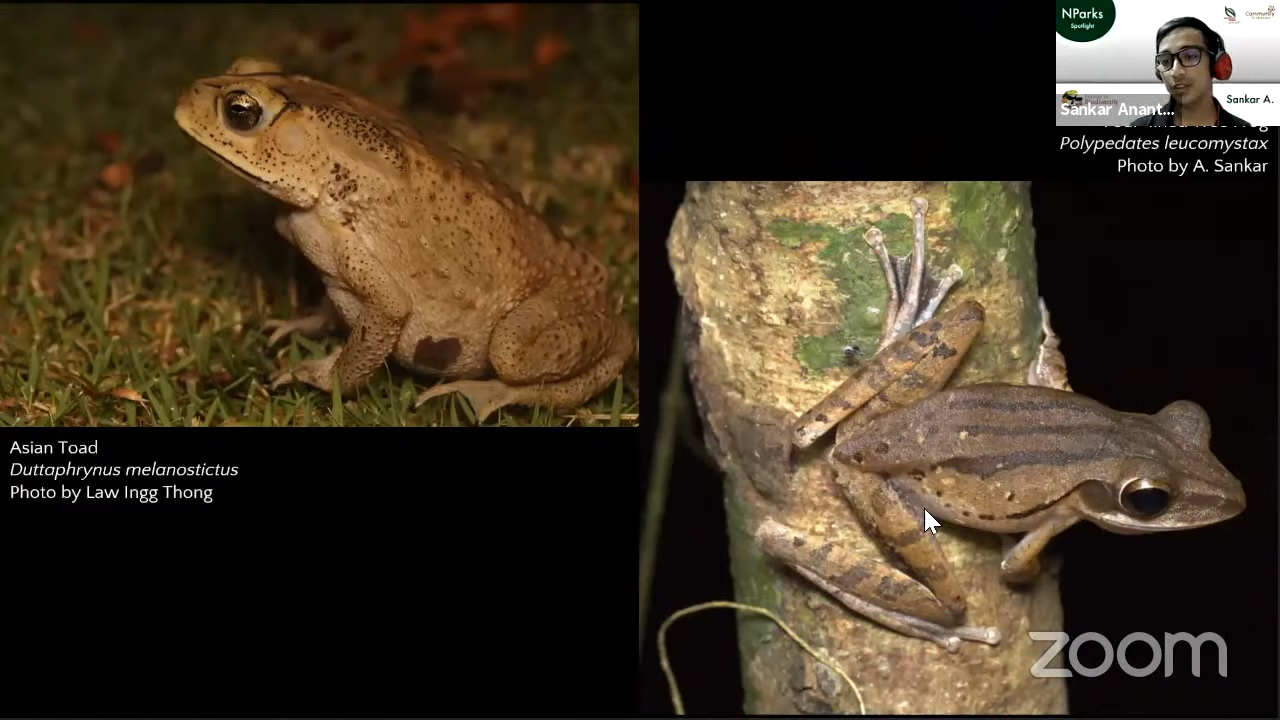 Asian Toad
Duttaphrynus melanostictus
Photo by Law Ingg Thong
NParks
Spotlight
Community
Sankar A.
Sankar Anant...
Polypedates leucomystax
Photo by A. Sankar
zoom